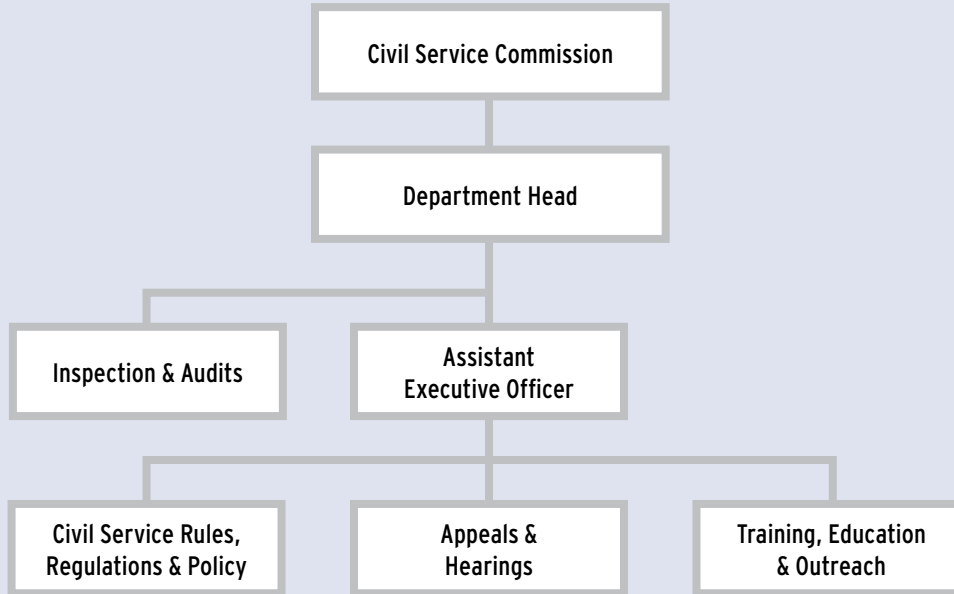 Civil Service Commission
Department Head
Inspection & Audits
Assistant
Executive Officer
Civil Service Rules,
Regulations & Policy
Appeals &
Hearings
Training, Education
& Outreach